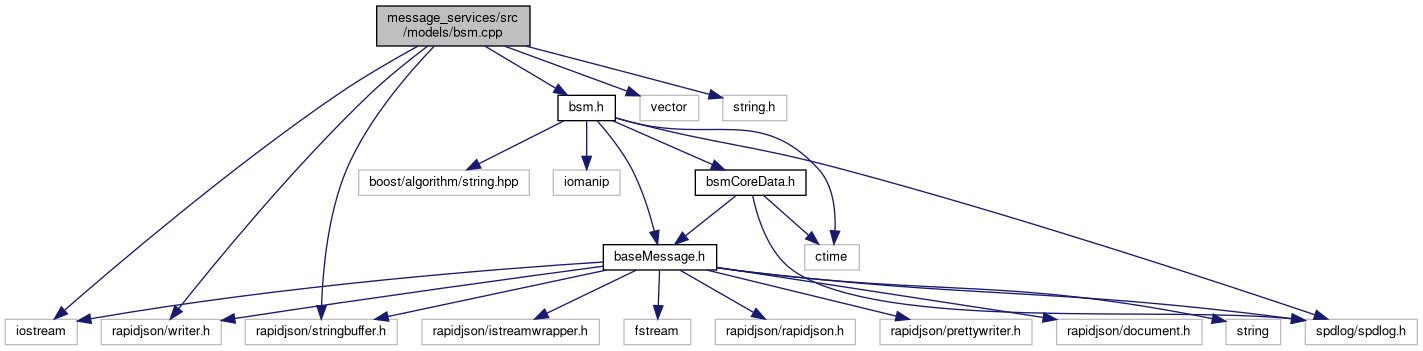 message_services/src
/models/bsm.cpp
bsm.h
vector
string.h
boost/algorithm/string.hpp
iomanip
bsmCoreData.h
baseMessage.h
ctime
iostream
rapidjson/writer.h
rapidjson/stringbuffer.h
rapidjson/istreamwrapper.h
fstream
rapidjson/rapidjson.h
rapidjson/prettywriter.h
rapidjson/document.h
string
spdlog/spdlog.h